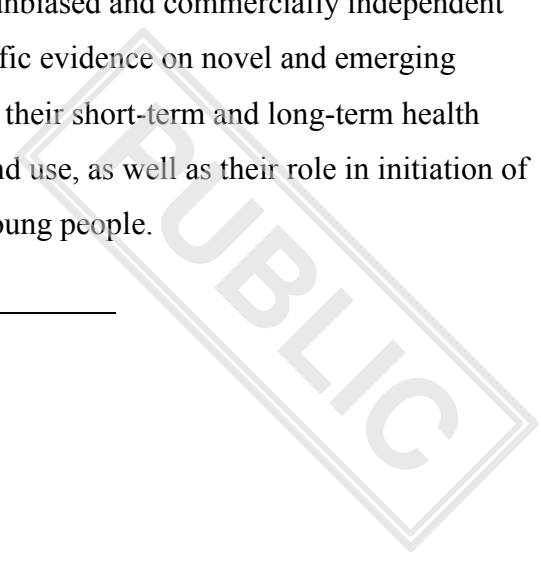 unbiased and commercially independent
fic evidence on novel and emerging
their short-term and long-term health
nd use, as well as their role in initiation of
oung people.
PUBLIC